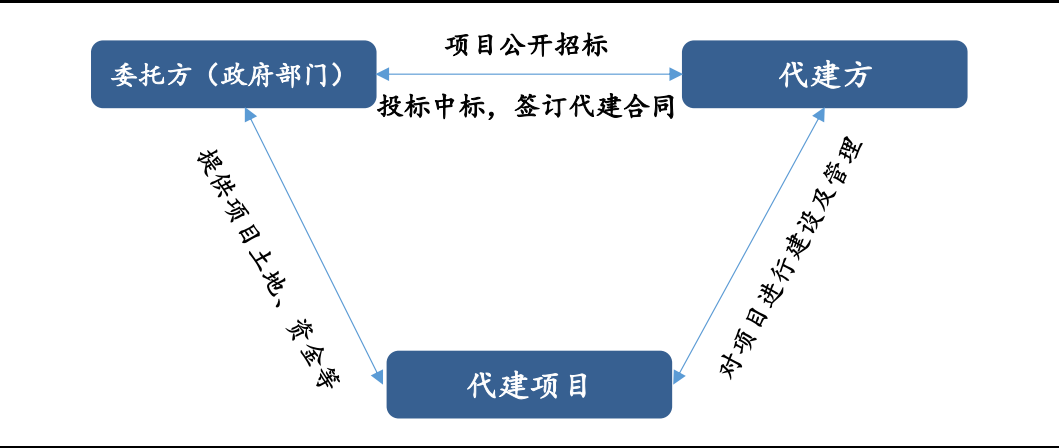 项目公开招标
委托方（政府部门）
代建方
投标中标，签订代建合同
提供项目土地、资金等
对项目进行建设及管理
代建项目